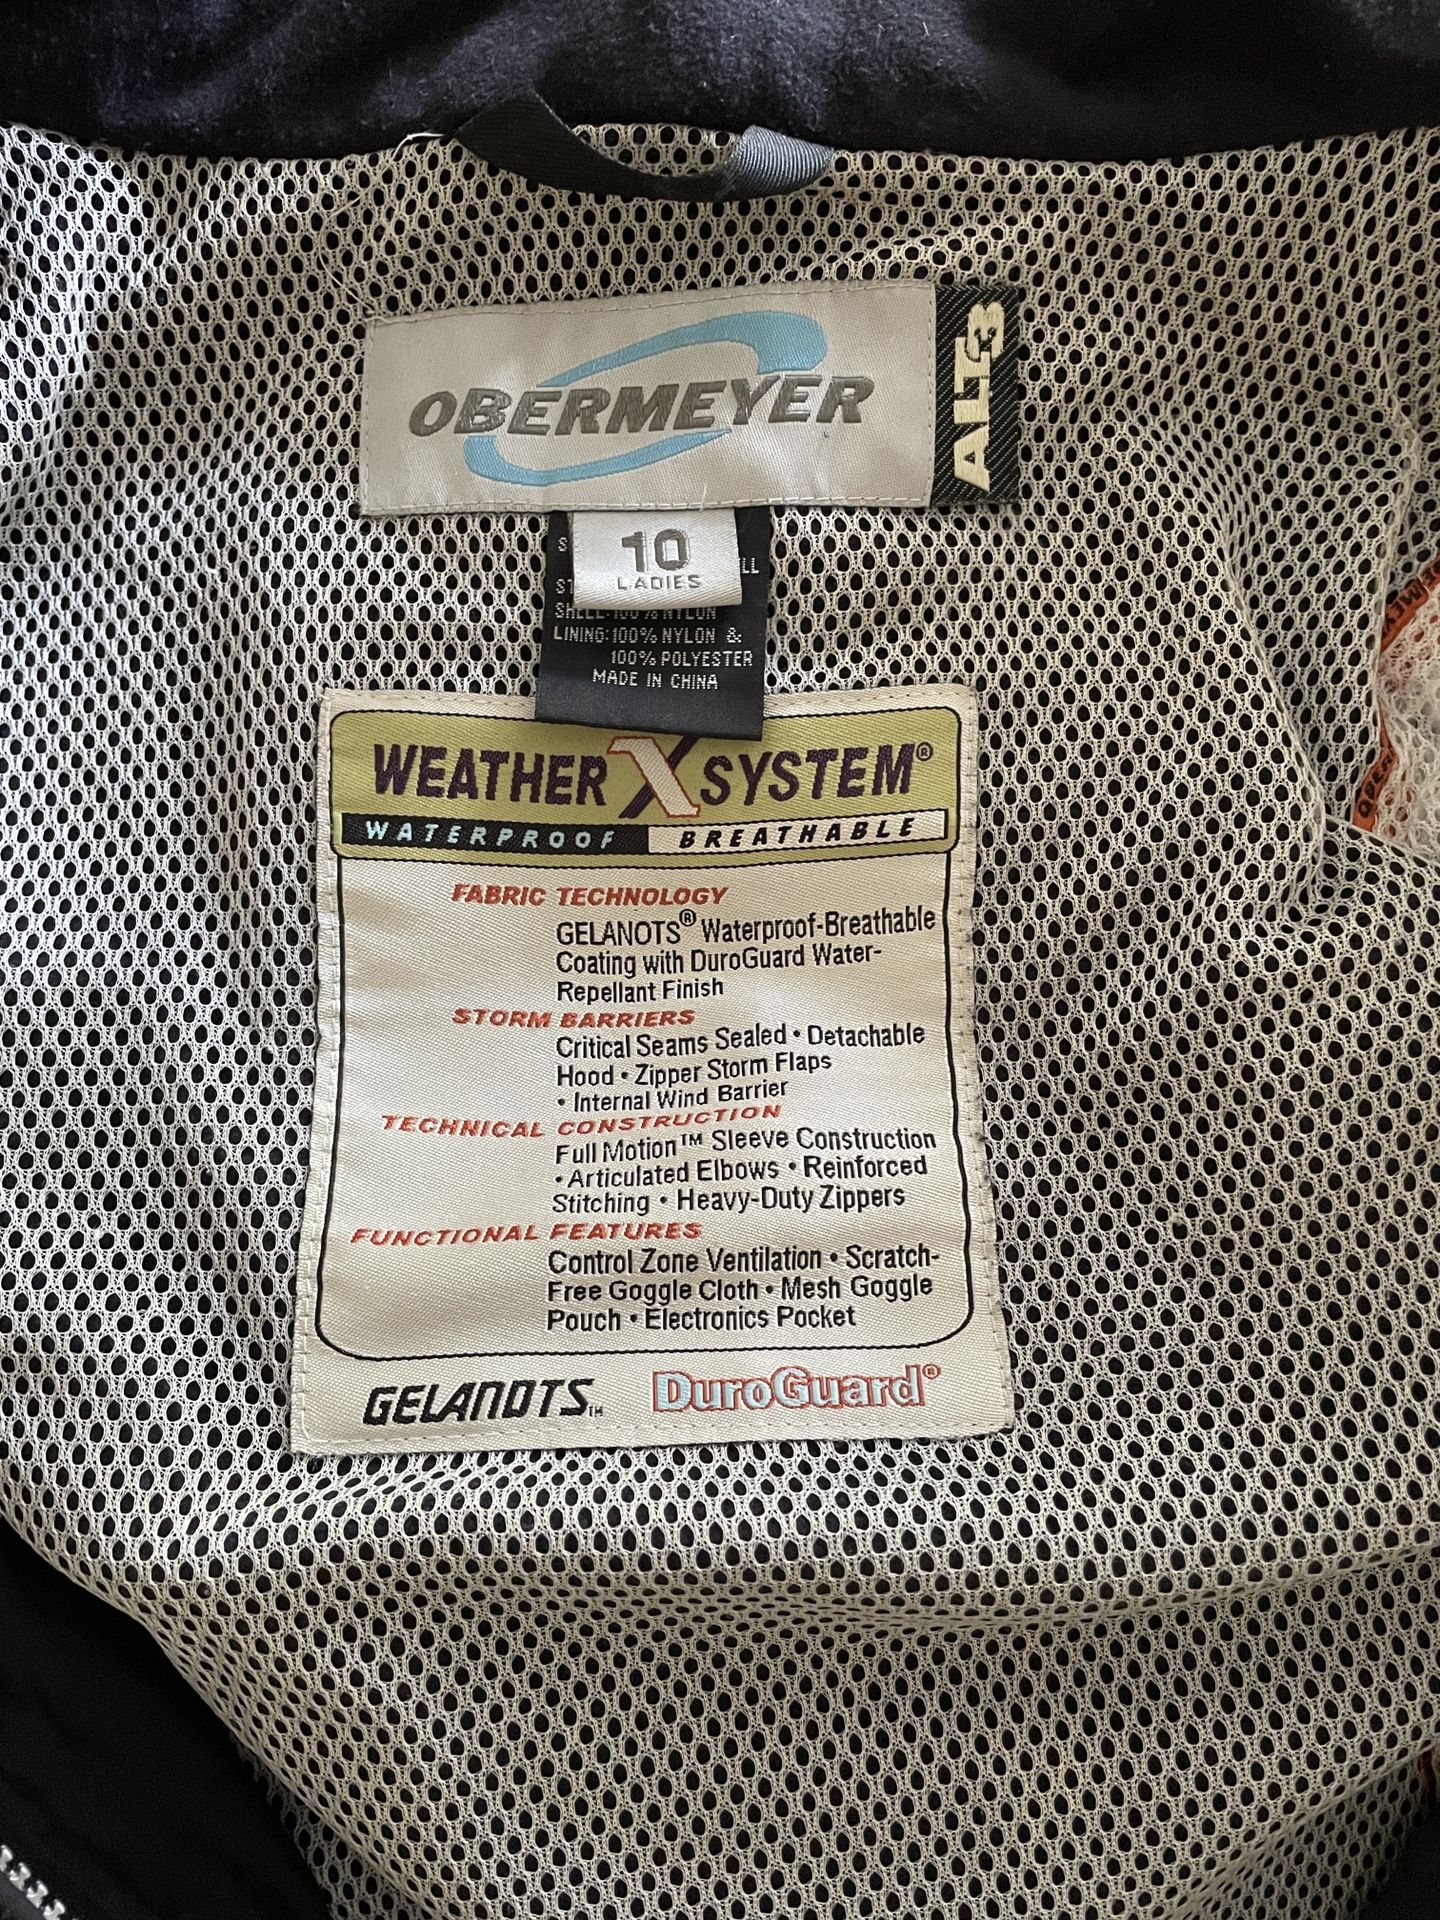 OBERMEYER
ALT-3
10
LADIES
LL
SHELL:100% NYLON
LINING:100% NYLON &
100% POLYESTER
MADE IN CHINA
WEATHER X SYSTEM®
WATERPROOF BREATHABLE
FABRIC TECHNOLOGY
GELANOTS® Waterproof-Breathable
Coating with DuroGuard Water-
Repellant Finish
STORM BARRIERS
Critical Seams Sealed • Detachable
Hood • Zipper Storm Flaps
• Internal Wind Barrier
TECHNICAL CONSTRUCTION
Full Motion™ Sleeve Construction
• Articulated Elbows • Reinforced
Stitching • Heavy-Duty Zippers
FUNCTIONAL FEATURES
Control Zone Ventilation • Scratch-
Free Goggle Cloth • Mesh Goggle
Pouch • Electronics Pocket
GELANOTS™ DuroGuard®